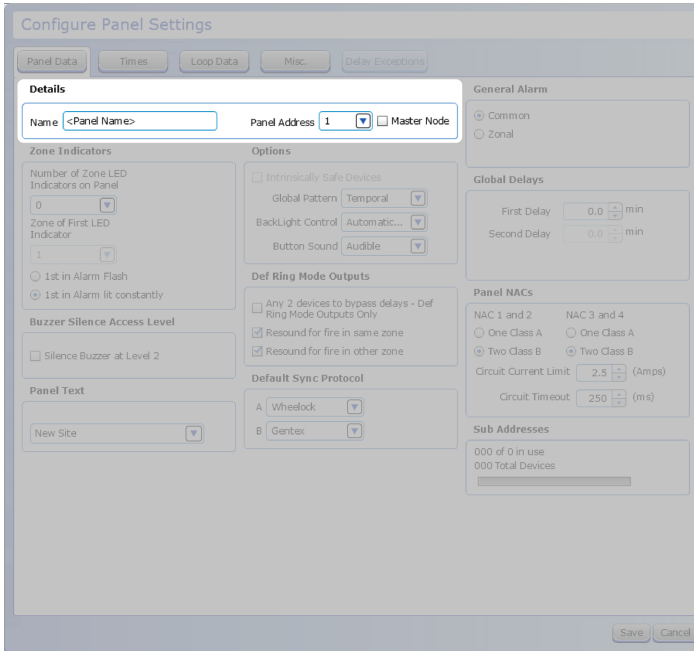 Configure Panel Settings
Panel Data Times Loop Data Misc. Delay Exceptions
Details
Name <Panel Name> Panel Address 1 Master Node
Zone Indicators
Number of Zone LED
Indicators on Panel
0
Zone of First LED
Indicator
1
1st in Alarm Flash
1st in Alarm lit constantly
Buzzer Silence Access Level
Silence Buzzer at Level 2
Panel Text
New Site
Options
Intrinsically Safe Devices
Global Pattern Temporal
BackLight Control Automatic...
Button Sound Audible
Def Ring Mode Outputs
Any 2 devices to bypass delays - Def
Ring Mode Outputs Only
Resound for fire in same zone
Resound for fire in other zone
Default Sync Protocol
A Wheelock
B Gentex
General Alarm
Common
Zonal
Global Delays
First Delay 0.0 min
Second Delay 0.0 min
Panel NACs
NAC 1 and 2 NAC 3 and 4
One Class A One Class A
Two Class B Two Class B
Circuit Current Limit 2.5 (Amps)
Circuit Timeout 250 (ms)
Sub Addresses
000 of 0 in use
000 Total Devices
Save Cancel